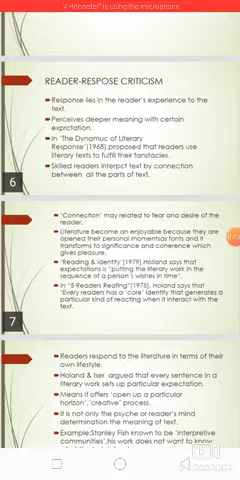 'V Recorder' is using the microphone
READER-RESPOSE CRITICISM
Response lies in the reader's experience to the
text.
Perceives deeper meaning with certain
exprctation.
In 'The Dynamuc of Literary
Response'(1968),proposed that readers use
literary texts to fulfill their fanstacies.
Skilled readers interpct text by connection
between all the parts of text.
6
'Connection' may related to fear and desire of the
reader.
Literature become an enjoyable because they are
opened their personal momentsas fonts and it
transforms to significance and coherence which
gives pleasure.
'Reading & Identity'(1979),Holland says that
expectations is "putting the literary work in the
sequence of a person's wishes in time".
In "5 Readers Reating"(1975), Holland says that
'Every readers has a 'core' identity that generates a
particular kind of reacting when it interact with the
text.
7
Readers respond to the literature in terms of their
own lifestyle.
Holand & Iser argued that every sentence in a
literary work sets up particular expectation.
Means it offers 'open up a particular
horizon','creative' process.
It is not only the psyche or reader's mind
determination the meaning of text.
Example:Stanley Fish known to be 'interpretive
communities',his work does not want to know